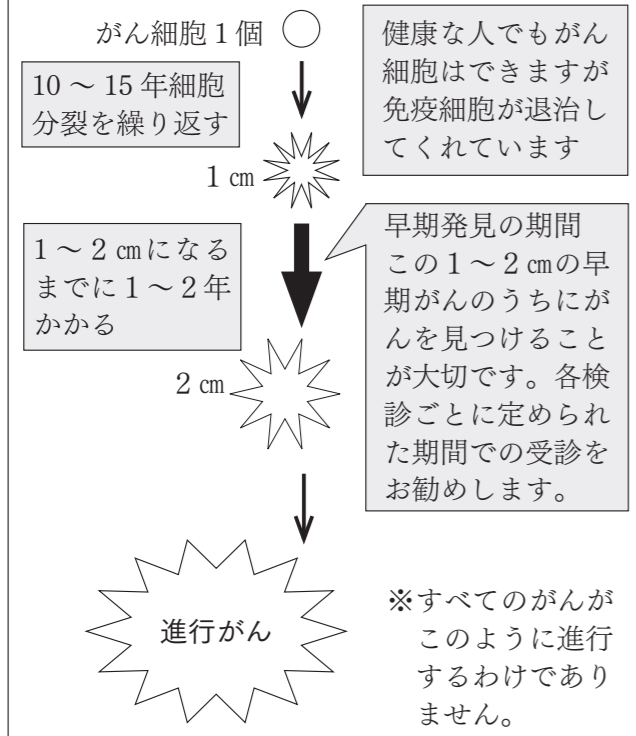 がん細胞1個
健康な人でもがん
細胞はできますが
免疫細胞が退治し
てくれています
10～15年細胞
分裂を繰り返す
1㎝
早期発見の期間
この1～2㎝の早
期がんのうちにが
んを見つけること
が大切です。各検
診ごとに定められ
た期間での受診を
お勧めします。
1～2㎝になる
までに1～2年
かかる
2㎝
進行がん
※すべてのがんが
このように進行
するわけであり
ません。